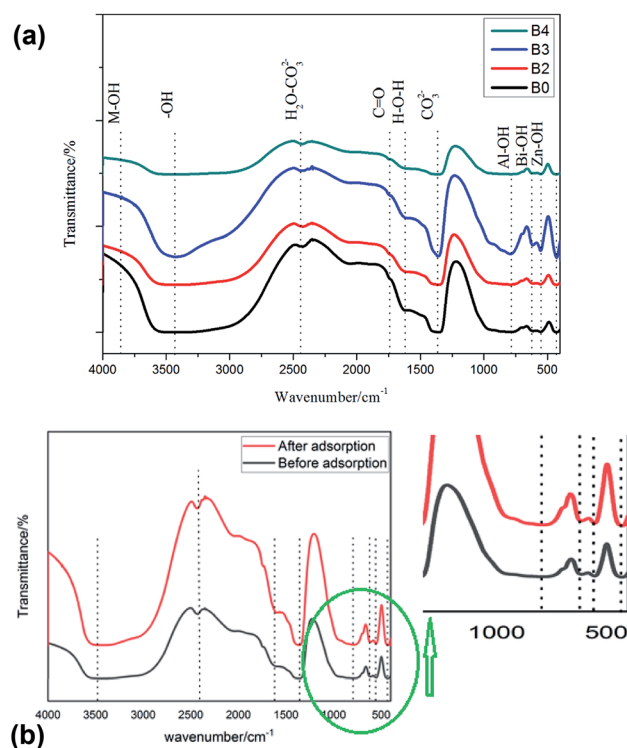 (a)
B4
B3
B2
B0
M-OH
-OH
H₂O-CO₃²⁻
C=O
H-O-H
CO₃²⁻
Al-OH
Bi-OH
Zn-OH
Transmittance/%
4000 3500 3000 2500 2000 1500 1000 500
Wavenumber/cm⁻¹
After adsorption
Before adsorption
Transmittance/%
4000 3500 3000 2500 2000 1500 1000 500
wavenumber/cm⁻¹
1000 500
(b)